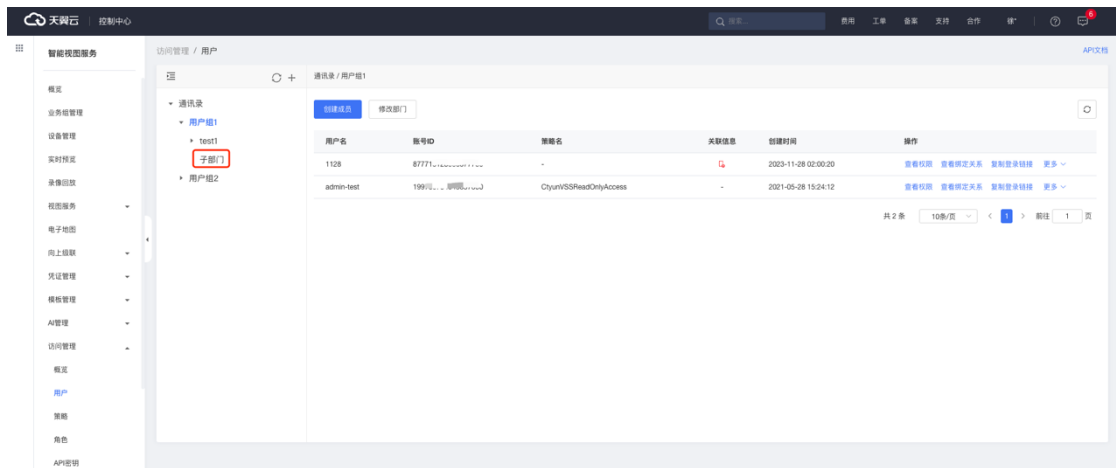 天翼云 控制中心 搜索... 费用 工单 备案 支持 合作 6
智能视图服务
概览
业务组管理
设备管理
实时预览
录像回放
视图服务
电子地图
向上级联
凭证管理
模板管理
AI管理
访问管理
概览
用户
策略
角色
API密钥
访问管理 / 用户 API文档
通讯录
用户组1
test1
子部门
用户组2
通讯录 / 用户组1
创建成员 修改部门
用户名 账号ID 策略名 关联信息 创建时间 操作
1128 - 2023-11-28 02:00:20 查看权限 查看绑定关系 复制登录链接 更多
admin-test CtyunVSSReadOnlyAccess - 2021-05-28 15:24:12 查看权限 查看绑定关系 复制登录链接 更多
共 2 条 10条/页 1 前往 1 页